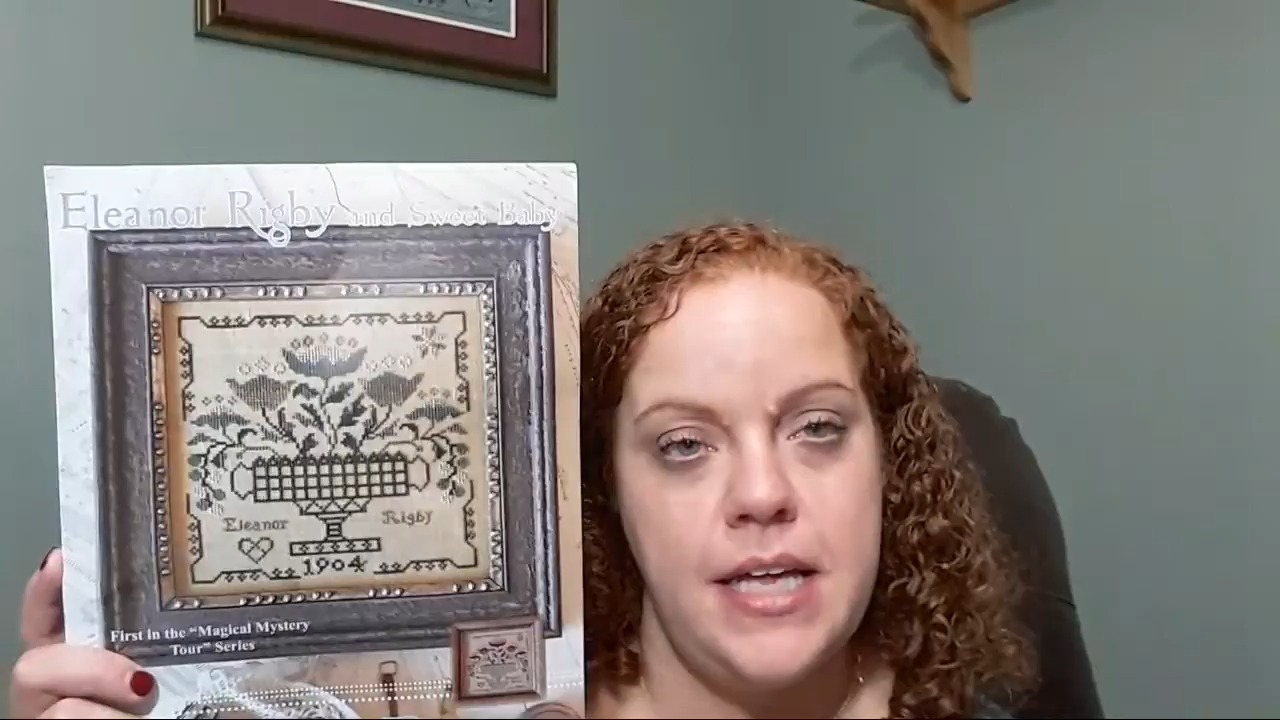 Eleanor Rigby and Sweet Baby
Eleanor Rigby
1904
First in the "Magical Mystery
Tour" Series